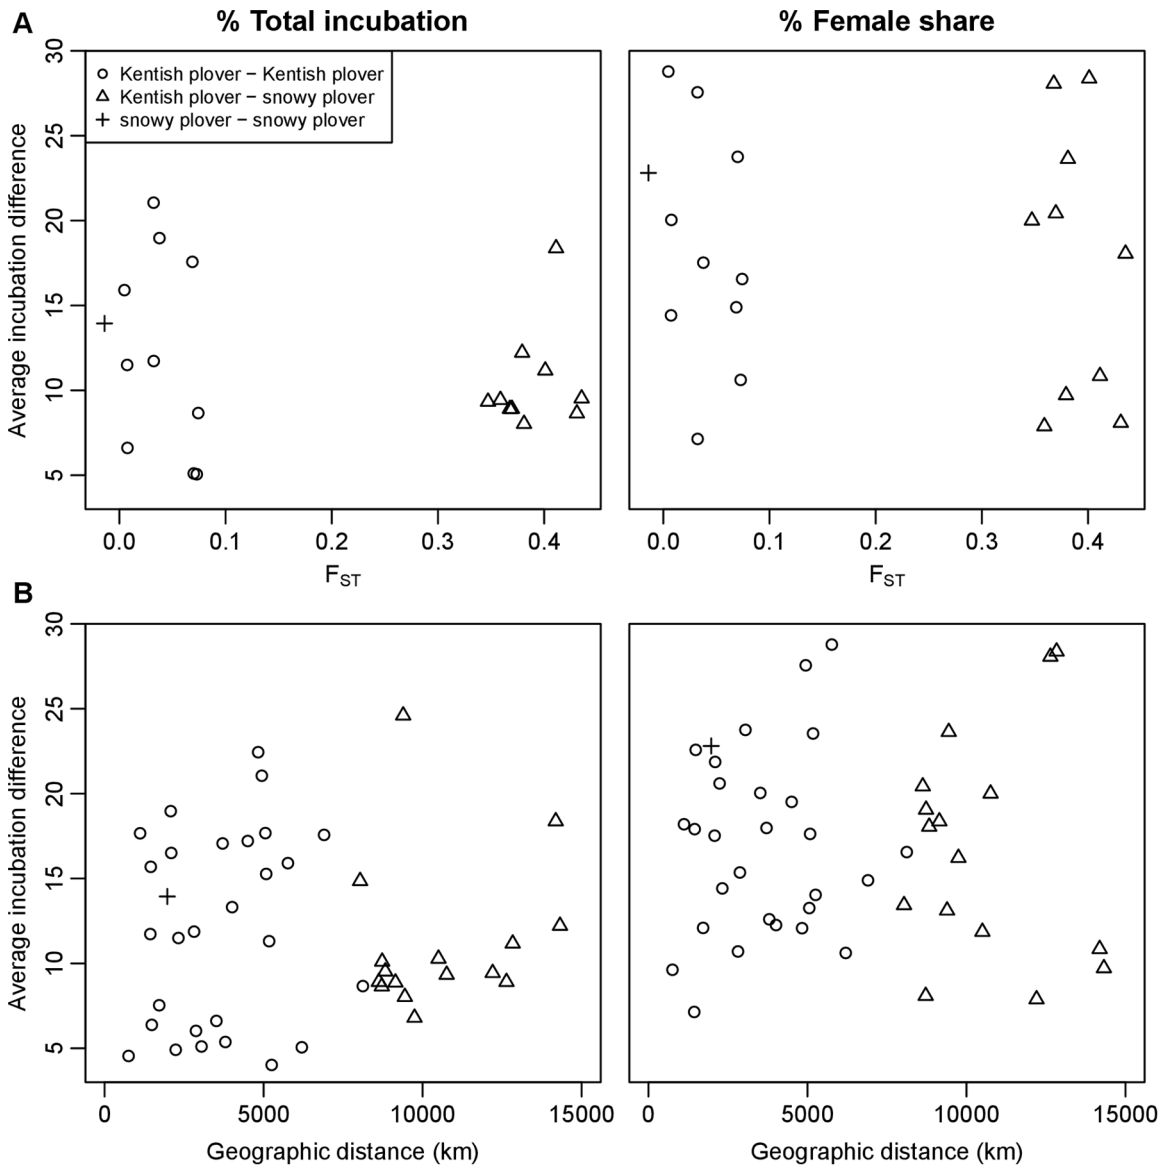 A % Total incubation % Female share
Kentish plover − Kentish plover
Kentish plover − snowy plover
snowy plover − snowy plover
Average incubation difference
30
25
20
15
10
5
0.0 0.1 0.2 0.3 0.4 0.0 0.1 0.2 0.3 0.4
FST FST
B
Average incubation difference
30
25
20
15
10
5
0 5000 10000 15000 0 5000 10000 15000
Geographic distance (km) Geographic distance (km)